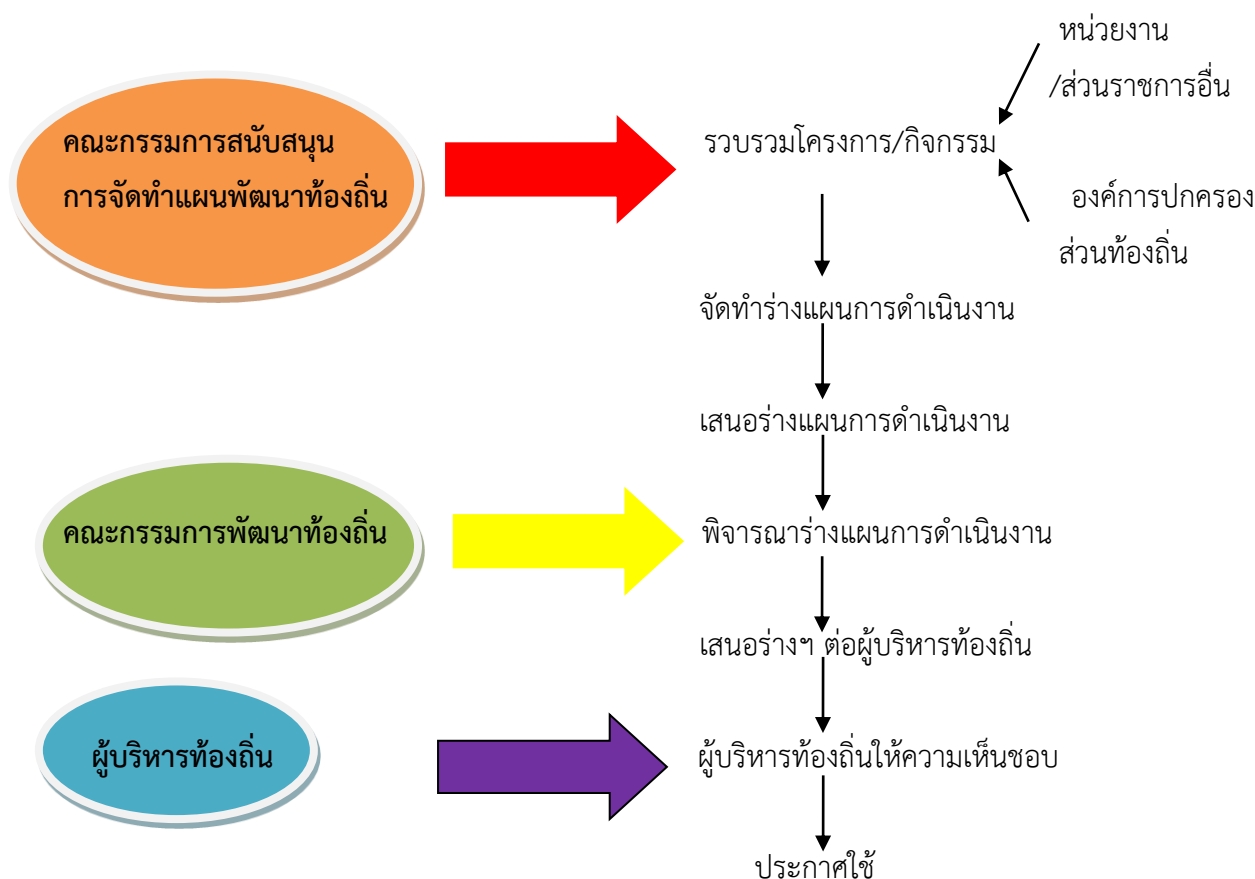 หน่วยงาน
/ส่วนราชการอื่น
คณะกรรมการสนับสนุน
การจัดทำแผนพัฒนาท้องถิ่น
รวบรวมโครงการ/กิจกรรม
องค์การปกครอง
ส่วนท้องถิ่น
จัดทำร่างแผนการดำเนินงาน
เสนอร่างแผนการดำเนินงาน
คณะกรรมการพัฒนาท้องถิ่น
พิจารณาร่างแผนการดำเนินงาน
เสนอร่างฯ ต่อผู้บริหารท้องถิ่น
ผู้บริหารท้องถิ่น
ผู้บริหารท้องถิ่นให้ความเห็นชอบ
ประกาศใช้